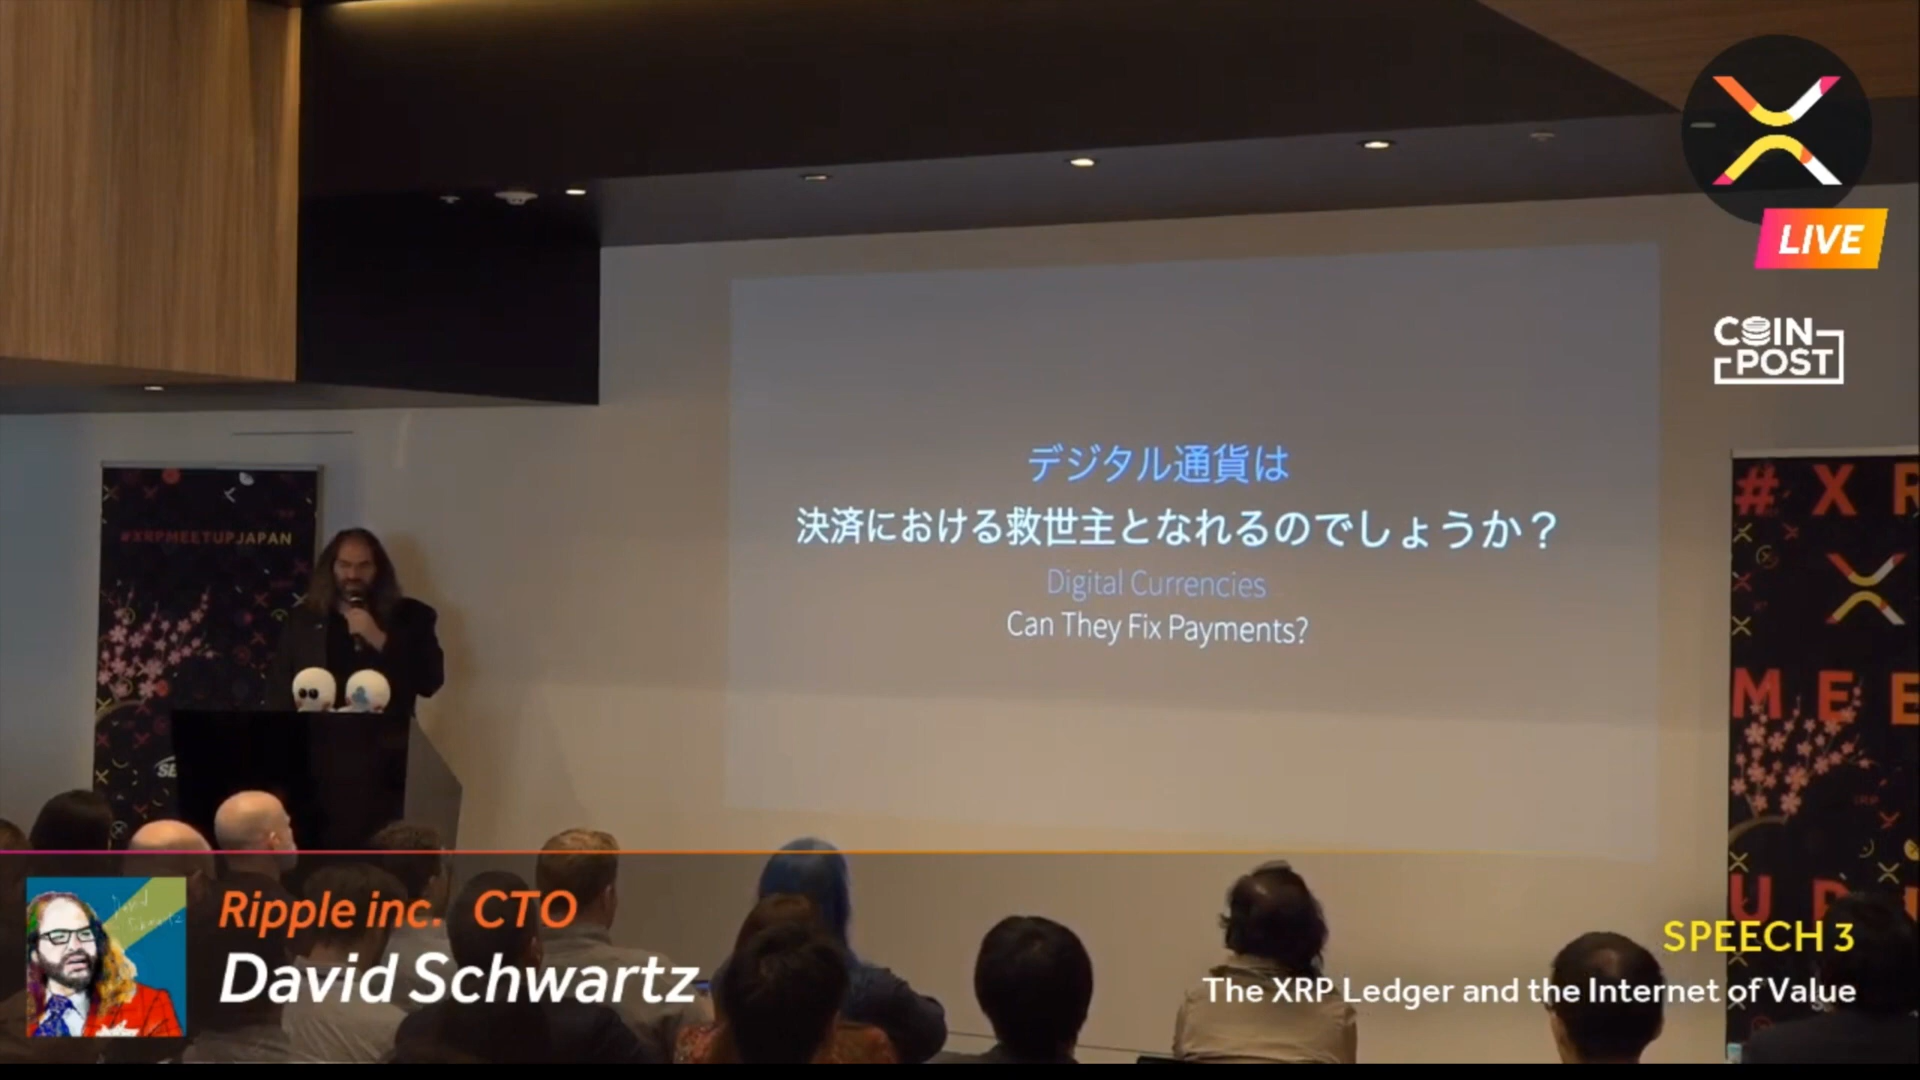 LIVE
COIN
POST
デジタル通貨は
決済における救世主となれるのでしょうか？
Digital Currencies
Can They Fix Payments?
#XRPMEETUPJAPAN
# X R
M E E
U P
Ripple inc. CTO
David Schwartz
SPEECH 3
The XRP Ledger and the Internet of Value